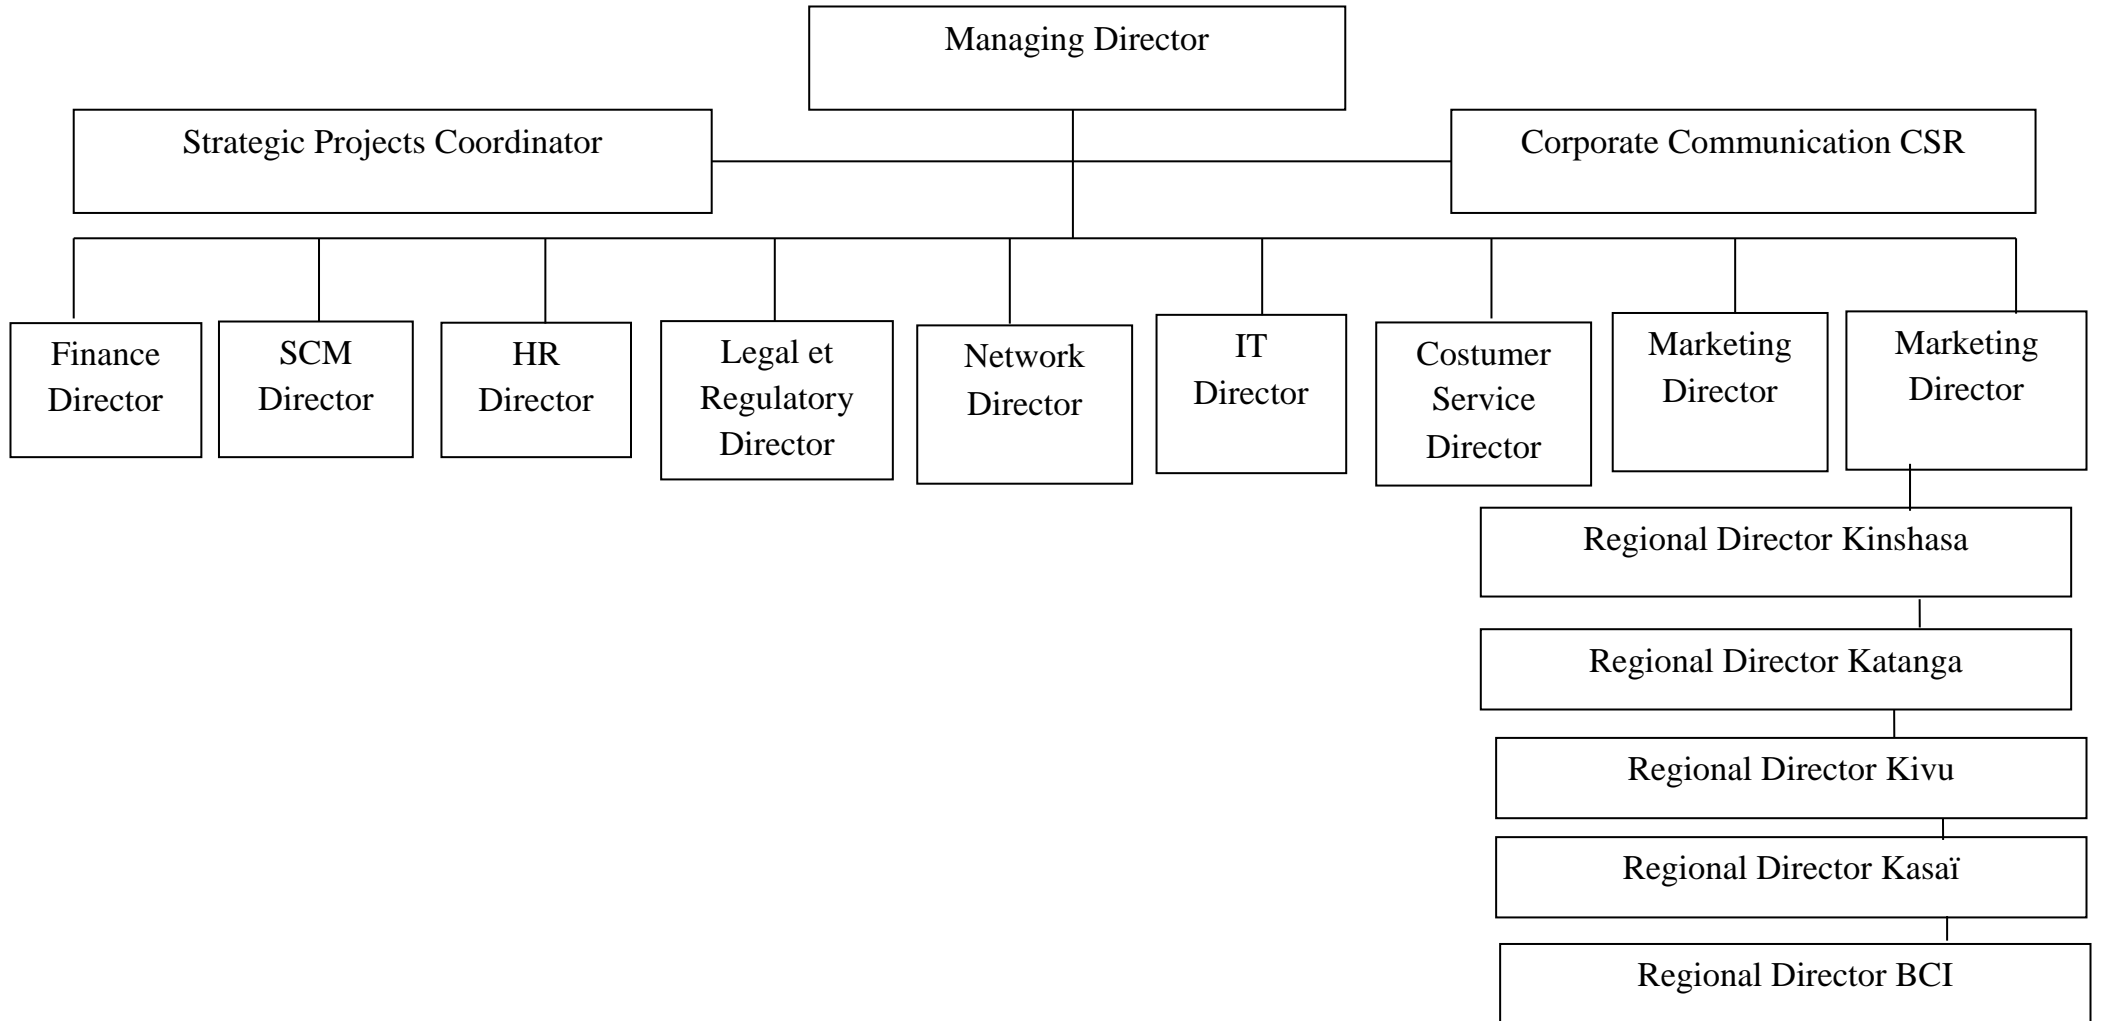 Managing Director
Strategic Projects Coordinator
Corporate Communication CSR
Finance
Director
SCM
Director
HR
Director
Legal et
Regulatory
Director
Network
Director
IT
Director
Costumer
Service
Director
Marketing
Director
Marketing
Director
Regional Director Kinshasa
Regional Director Katanga
Regional Director Kivu
Regional Director Kasaï
Regional Director BCI